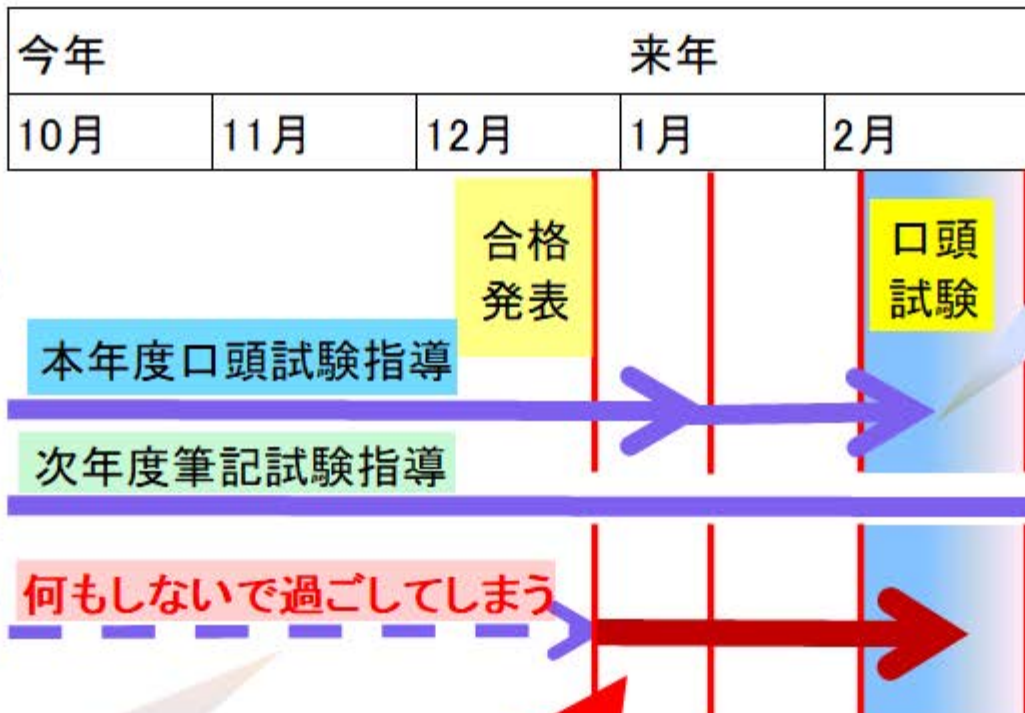 今年 来年
10月 11月 12月 1月 2月
合格
発表
口頭
試験
本年度口頭試験指導
次年度筆記試験指導
何もしないで過ごしてしまう